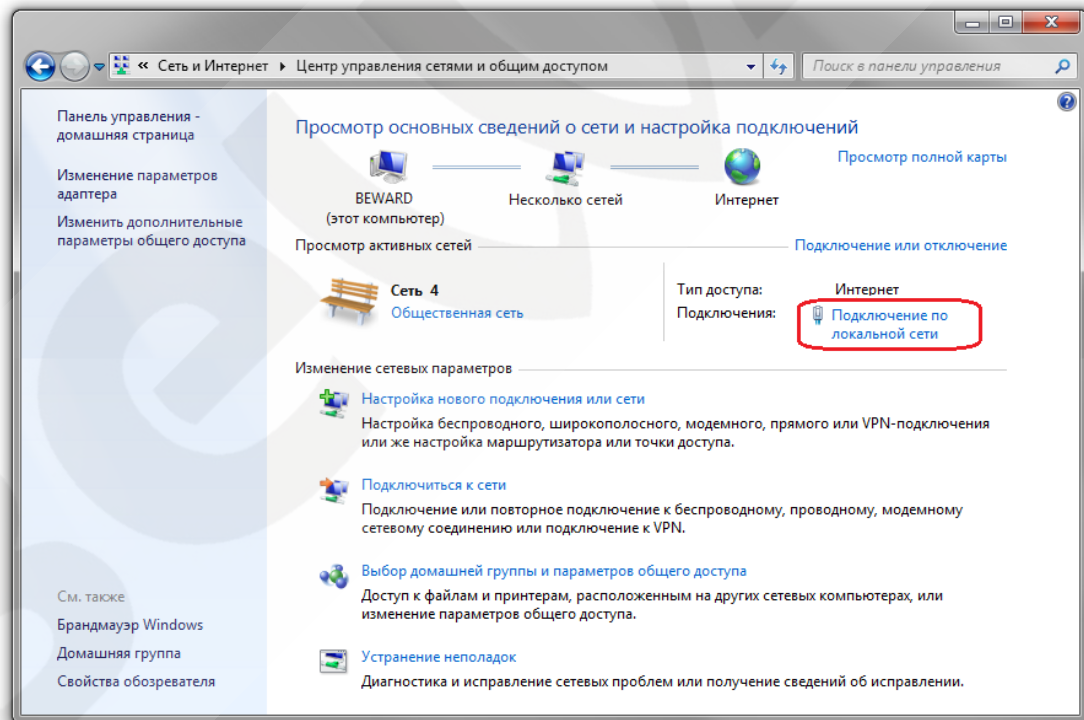 « Сеть и Интернет ▸ Центр управления сетями и общим доступом
Поиск в панели управления
Панель управления -
домашняя страница
Изменение параметров
адаптера
Изменить дополнительные
параметры общего доступа
Просмотр основных сведений о сети и настройка подключений
Просмотр полной карты
BEWARD
(этот компьютер)
Несколько сетей
Интернет
Просмотр активных сетей
Подключение или отключение
Сеть 4
Общественная сеть
Тип доступа: Интернет
Подключения: Подключение по
локальной сети
Изменение сетевых параметров
Настройка нового подключения или сети
Настройка беспроводного, широкополосного, модемного, прямого или VPN-подключения
или же настройка маршрутизатора или точки доступа.
Подключиться к сети
Подключение или повторное подключение к беспроводному, проводному, модемному
сетевому соединению или подключение к VPN.
Выбор домашней группы и параметров общего доступа
Доступ к файлам и принтерам, расположенным на других сетевых компьютерах, или
изменение параметров общего доступа.
Устранение неполадок
Диагностика и исправление сетевых проблем или получение сведений об исправлении.
См. также
Брандмауэр Windows
Домашняя группа
Свойства обозревателя